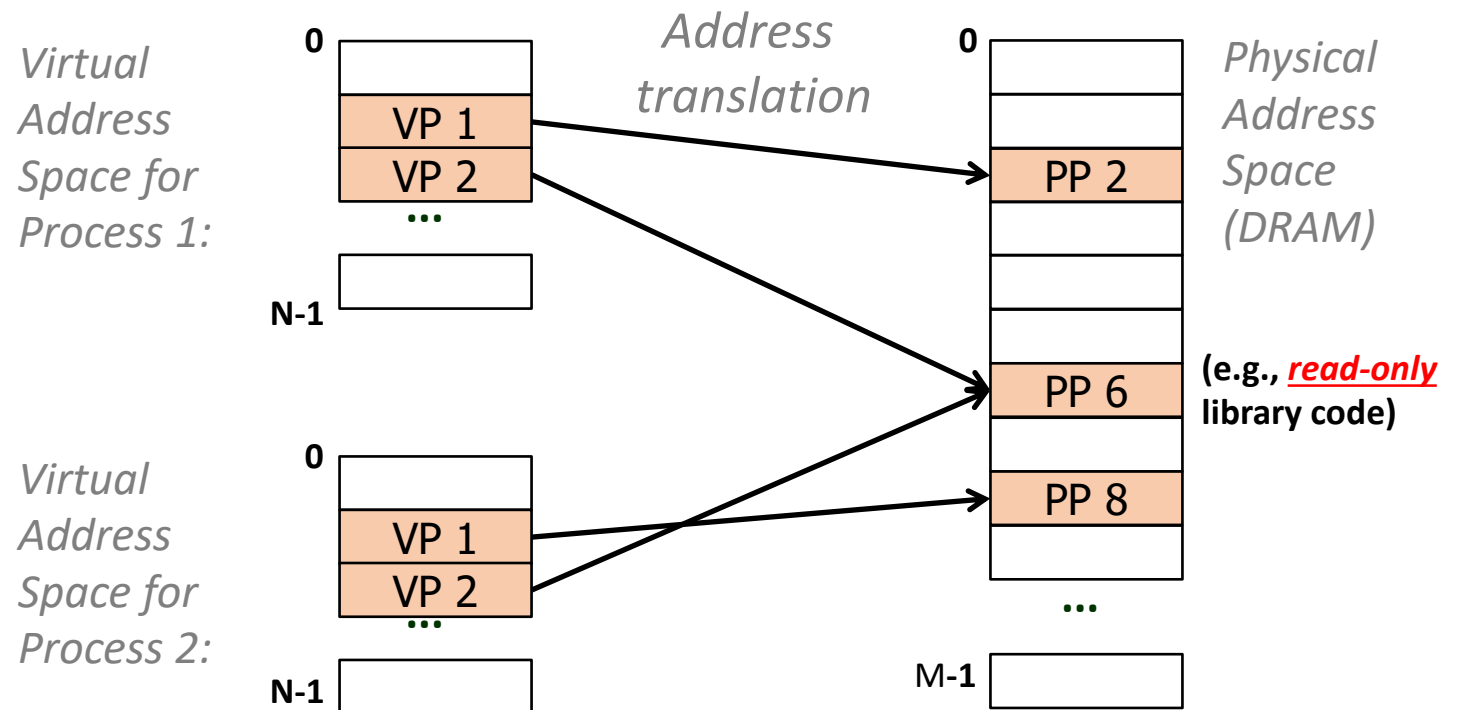 Virtual
Address
Space for
Process 1:
0
VP 1
VP 2
...
N-1
Address
translation
0
PP 2
PP 6
PP 8
...
M-1
Physical
Address
Space
(DRAM)
(e.g., read-only
library code)
Virtual
Address
Space for
Process 2:
0
VP 1
VP 2
...
N-1